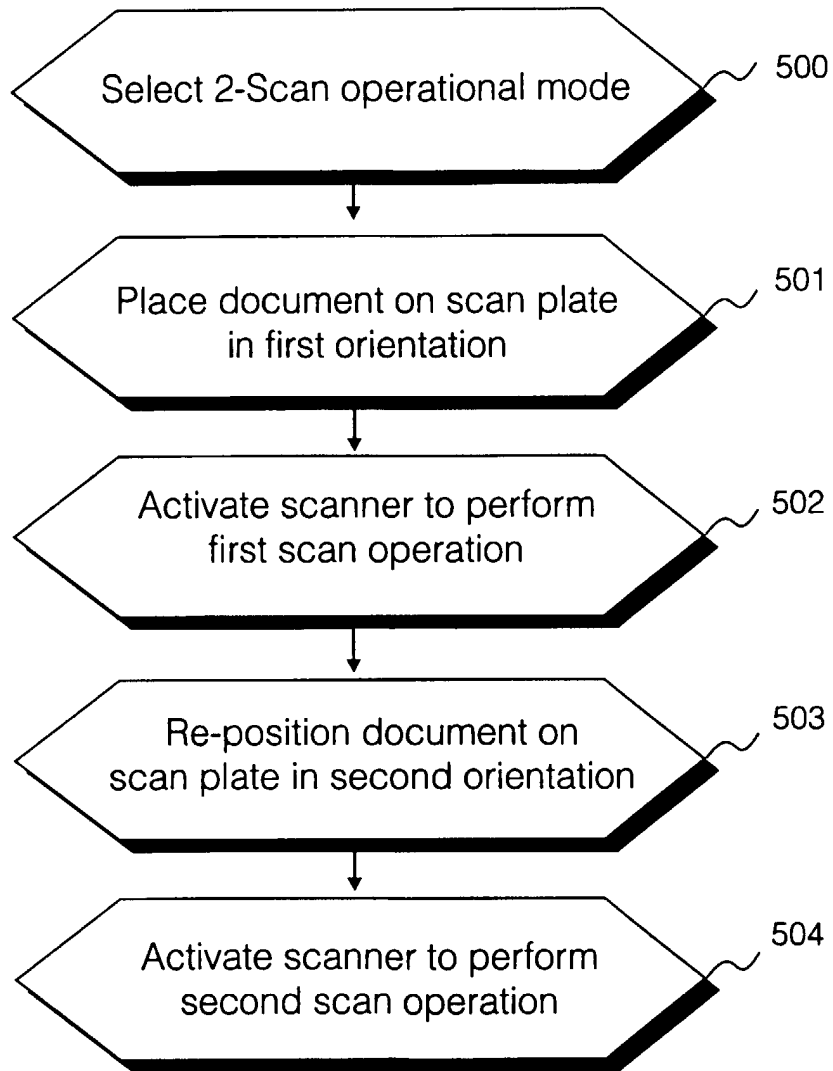 Select 2-Scan operational mode
500
Place document on scan plate
in first orientation
501
Activate scanner to perform
first scan operation
502
Re-position document on
scan plate in second orientation
503
Activate scanner to perform
second scan operation
504